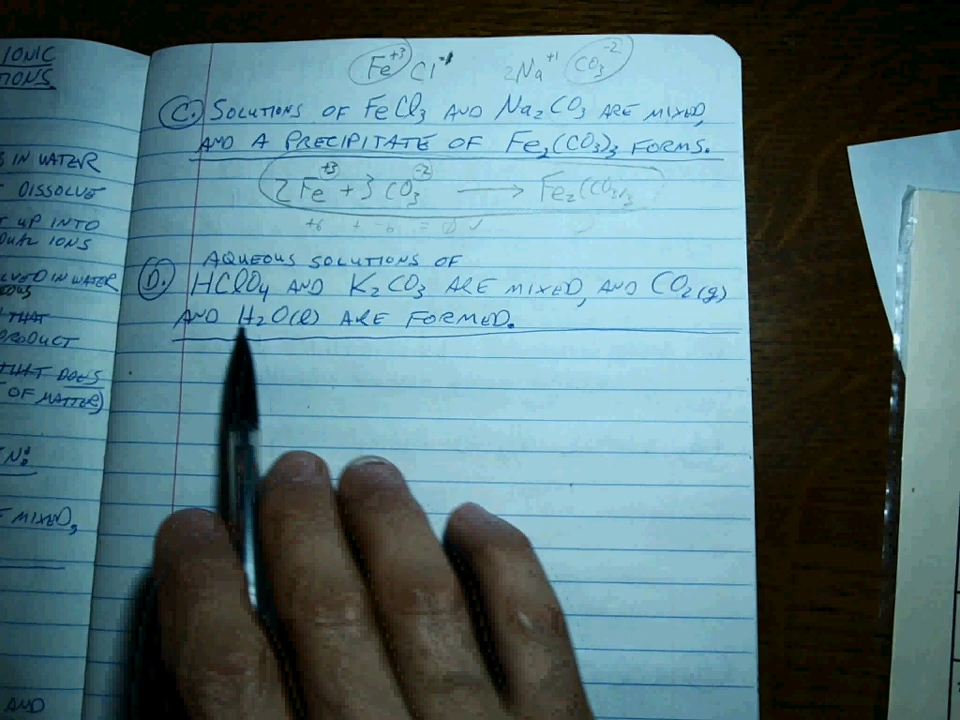 IONIC
TIONS.
IN WATER
DISSOLVE
UP INTO
IONS
IN WATER
THAT
PRODUCT
THAT DOES
OF MATTER)
N:
MIXED,
AND
Fe+3 Cl-1 2Na+1 CO3-2
C. SOLUTIONS OF FeCl3 AND Na2CO3 ARE MIXED,
AND A PRECIPITATE OF Fe2(CO3)3 FORMS.
2Fe+3 + 3CO3-2 → Fe2(CO3)3
+6 + -6 = 0 ✓
AQUEOUS SOLUTIONS OF
D. HClO4 AND K2CO3 ARE MIXED, AND CO2(g)
AND H2O(l) ARE FORMED.